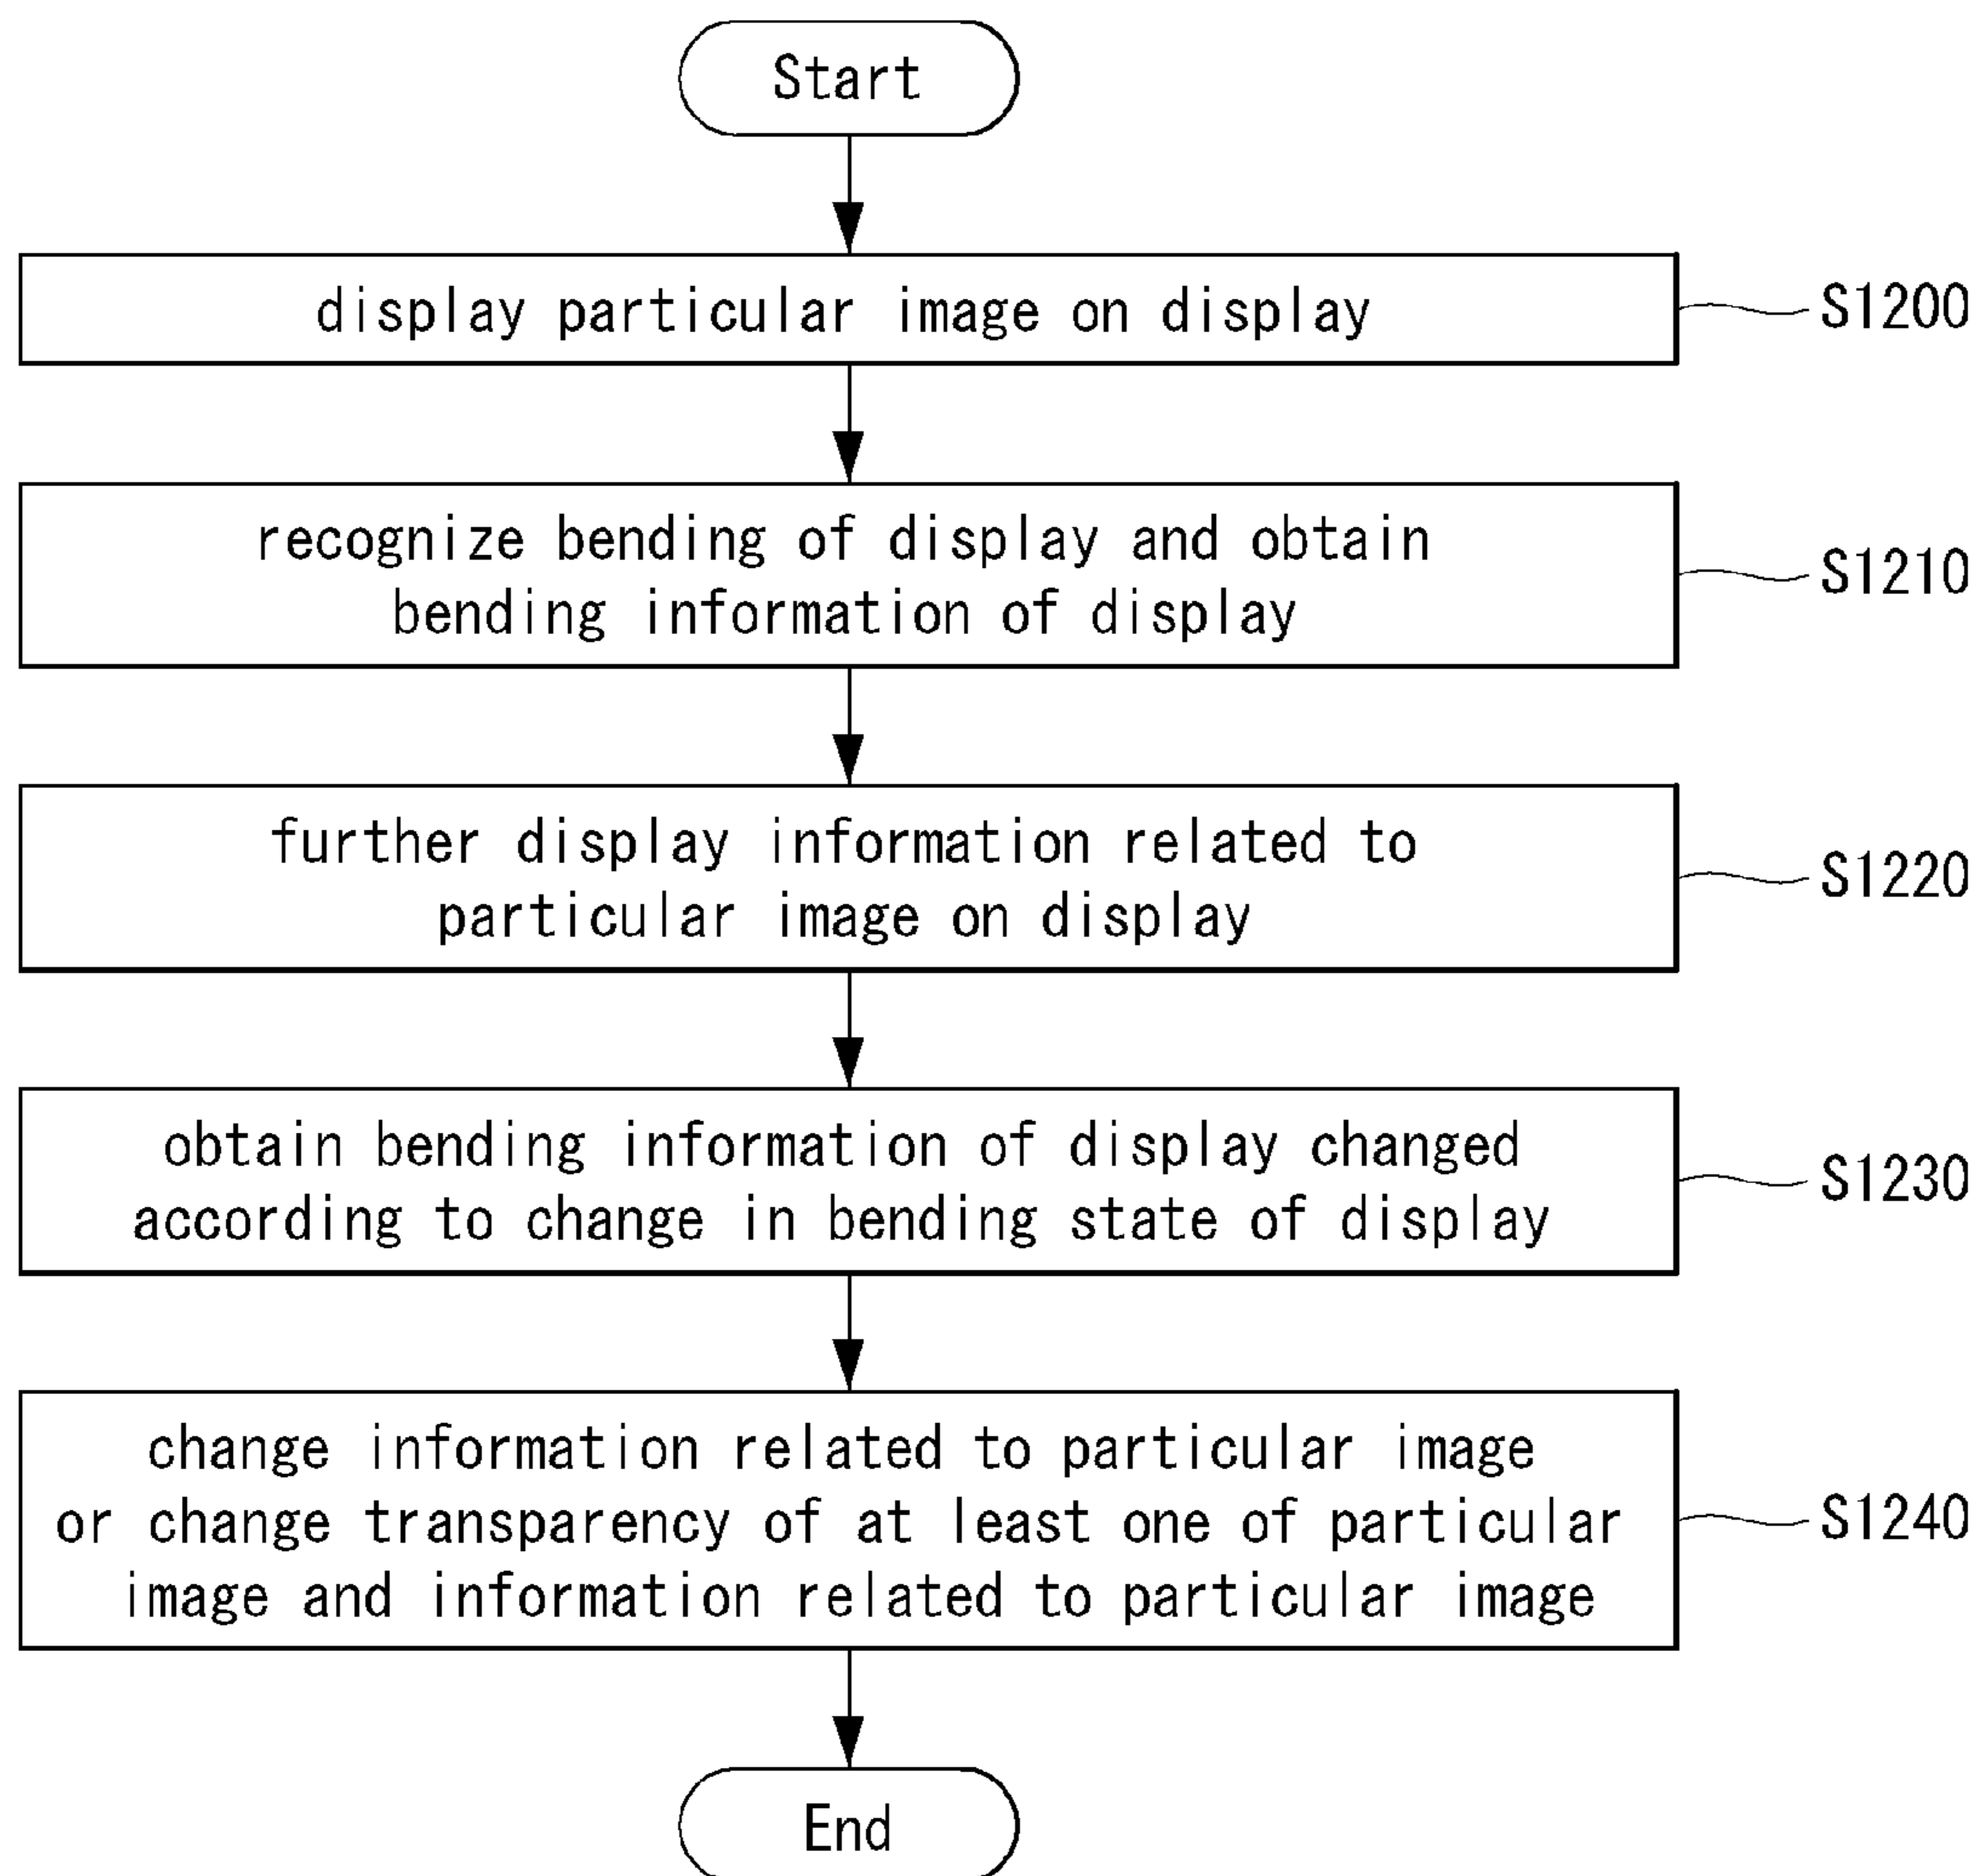 Start
display particular image on display
S1200
recognize bending of display and obtain
bending information of display
S1210
further display information related to
particular image on display
S1220
obtain bending information of display changed
according to change in bending state of display
S1230
change information related to particular image
or change transparency of at least one of particular
image and information related to particular image
S1240
End